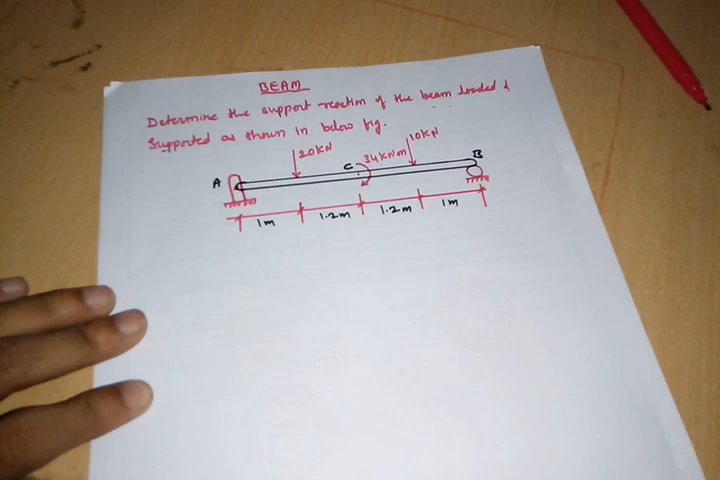 BEAM
Determine the support reaction of the beam loaded &
Supported as shown in below fig.
20KN
10KN
C 34KNm
B
A
1m 1.2m 1.2m 1m